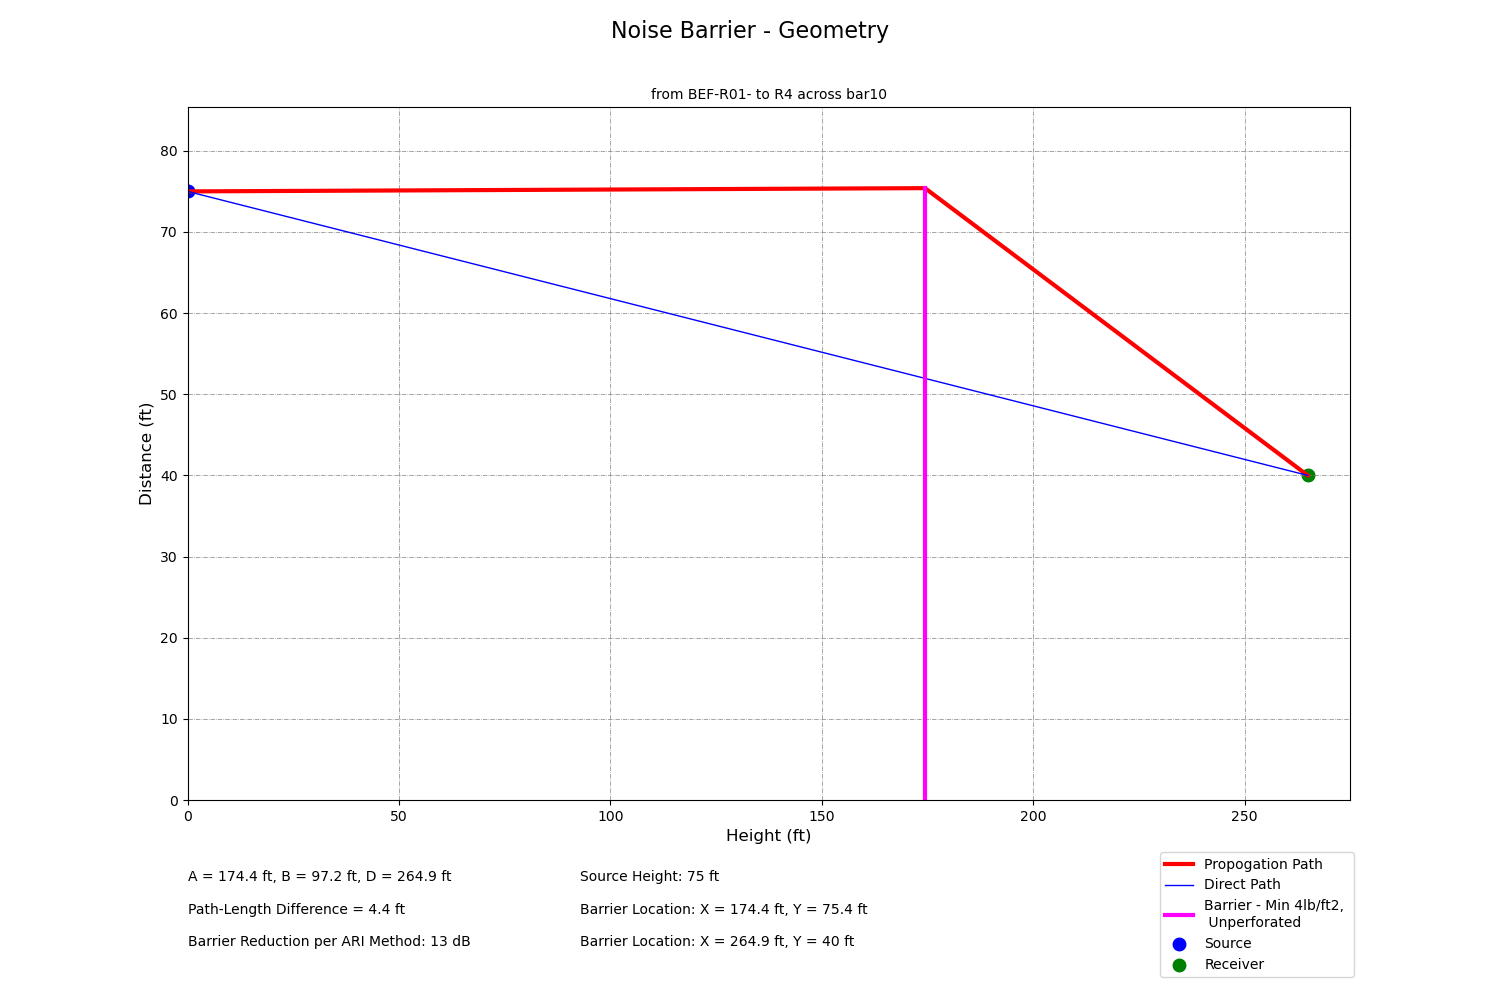 Noise Barrier - Geometry
from BEF-R01- to R4 across bar10
80
70
60
50
40
30
20
10
0
Distance (ft)
0 50 100 150 200 250
Height (ft)
A = 174.4 ft, B = 97.2 ft, D = 264.9 ft
Path-Length Difference = 4.4 ft
Barrier Reduction per ARI Method: 13 dB
Source Height: 75 ft
Barrier Location: X = 174.4 ft, Y = 75.4 ft
Barrier Location: X = 264.9 ft, Y = 40 ft
Propogation Path
Direct Path
Barrier - Min 4lb/ft2,
Unperforated
Source
Receiver